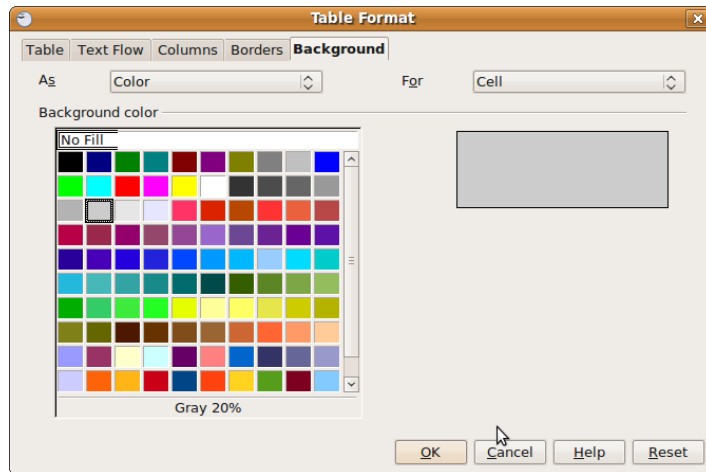 Table Format
Table Text Flow Columns Borders Background
As Color For Cell
Background color
No Fill
Gray 20%
OK Cancel Help Reset